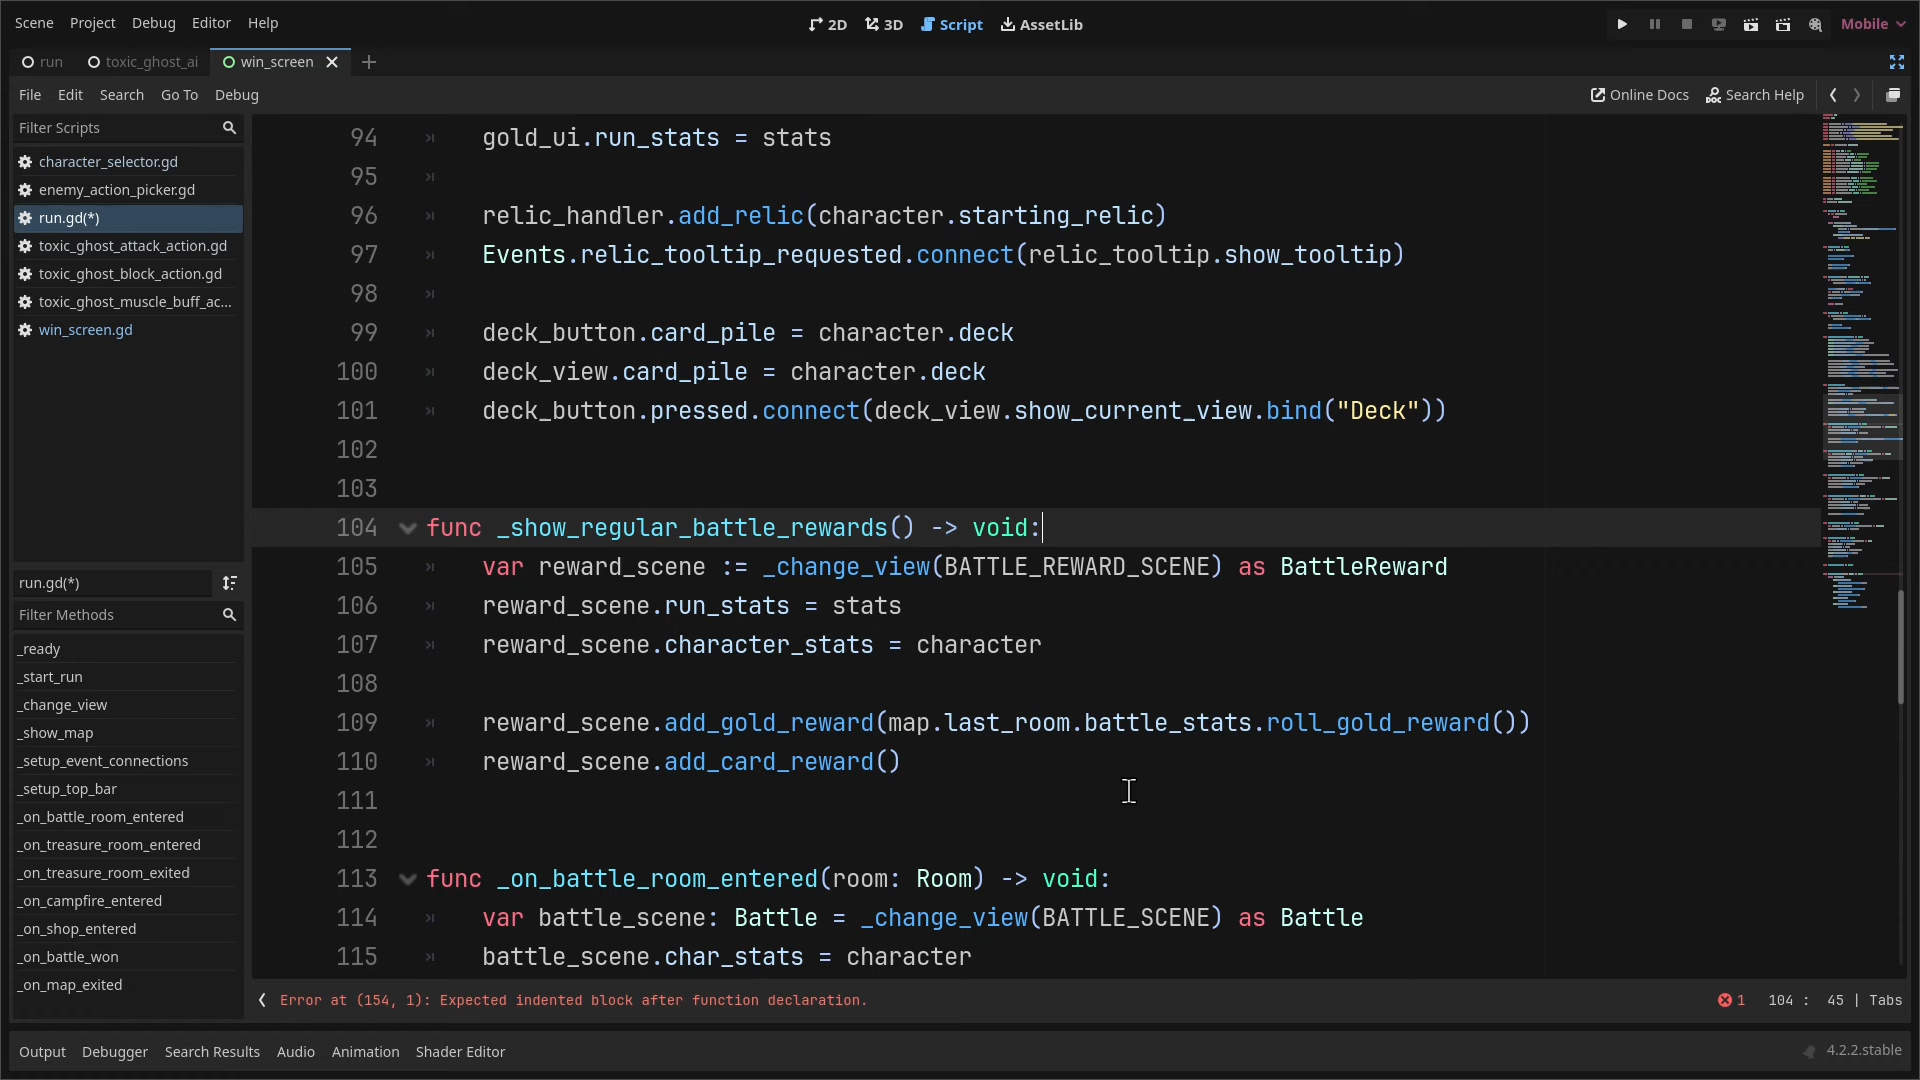 Scene Project Debug Editor Help
2D 3D Script AssetLib
Mobile
run toxic_ghost_ai win_screen
File Edit Search Go To Debug
Online Docs Search Help
Filter Scripts
character_selector.gd
enemy_action_picker.gd
run.gd(*)
toxic_ghost_attack_action.gd
toxic_ghost_block_action.gd
toxic_ghost_muscle_buff_ac...
win_screen.gd
run.gd(*)
Filter Methods
_ready
_start_run
_change_view
_show_map
_setup_event_connections
_setup_top_bar
_on_battle_room_entered
_on_treasure_room_entered
_on_treasure_room_exited
_on_campfire_entered
_on_shop_entered
_on_battle_won
_on_map_exited
94 gold_ui.run_stats = stats
95
96 relic_handler.add_relic(character.starting_relic)
97 Events.relic_tooltip_requested.connect(relic_tooltip.show_tooltip)
98
99 deck_button.card_pile = character.deck
100 deck_view.card_pile = character.deck
101 deck_button.pressed.connect(deck_view.show_current_view.bind("Deck"))
102
103
104 func _show_regular_battle_rewards() -> void:
105 var reward_scene := _change_view(BATTLE_REWARD_SCENE) as BattleReward
106 reward_scene.run_stats = stats
107 reward_scene.character_stats = character
108
109 reward_scene.add_gold_reward(map.last_room.battle_stats.roll_gold_reward())
110 reward_scene.add_card_reward()
111
112
113 func _on_battle_room_entered(room: Room) -> void:
114 var battle_scene: Battle = _change_view(BATTLE_SCENE) as Battle
115 battle_scene.char_stats = character
Error at (154, 1): Expected indented block after function declaration.
1 104 : 45 | Tabs
Output Debugger Search Results Audio Animation Shader Editor
4.2.2.stable